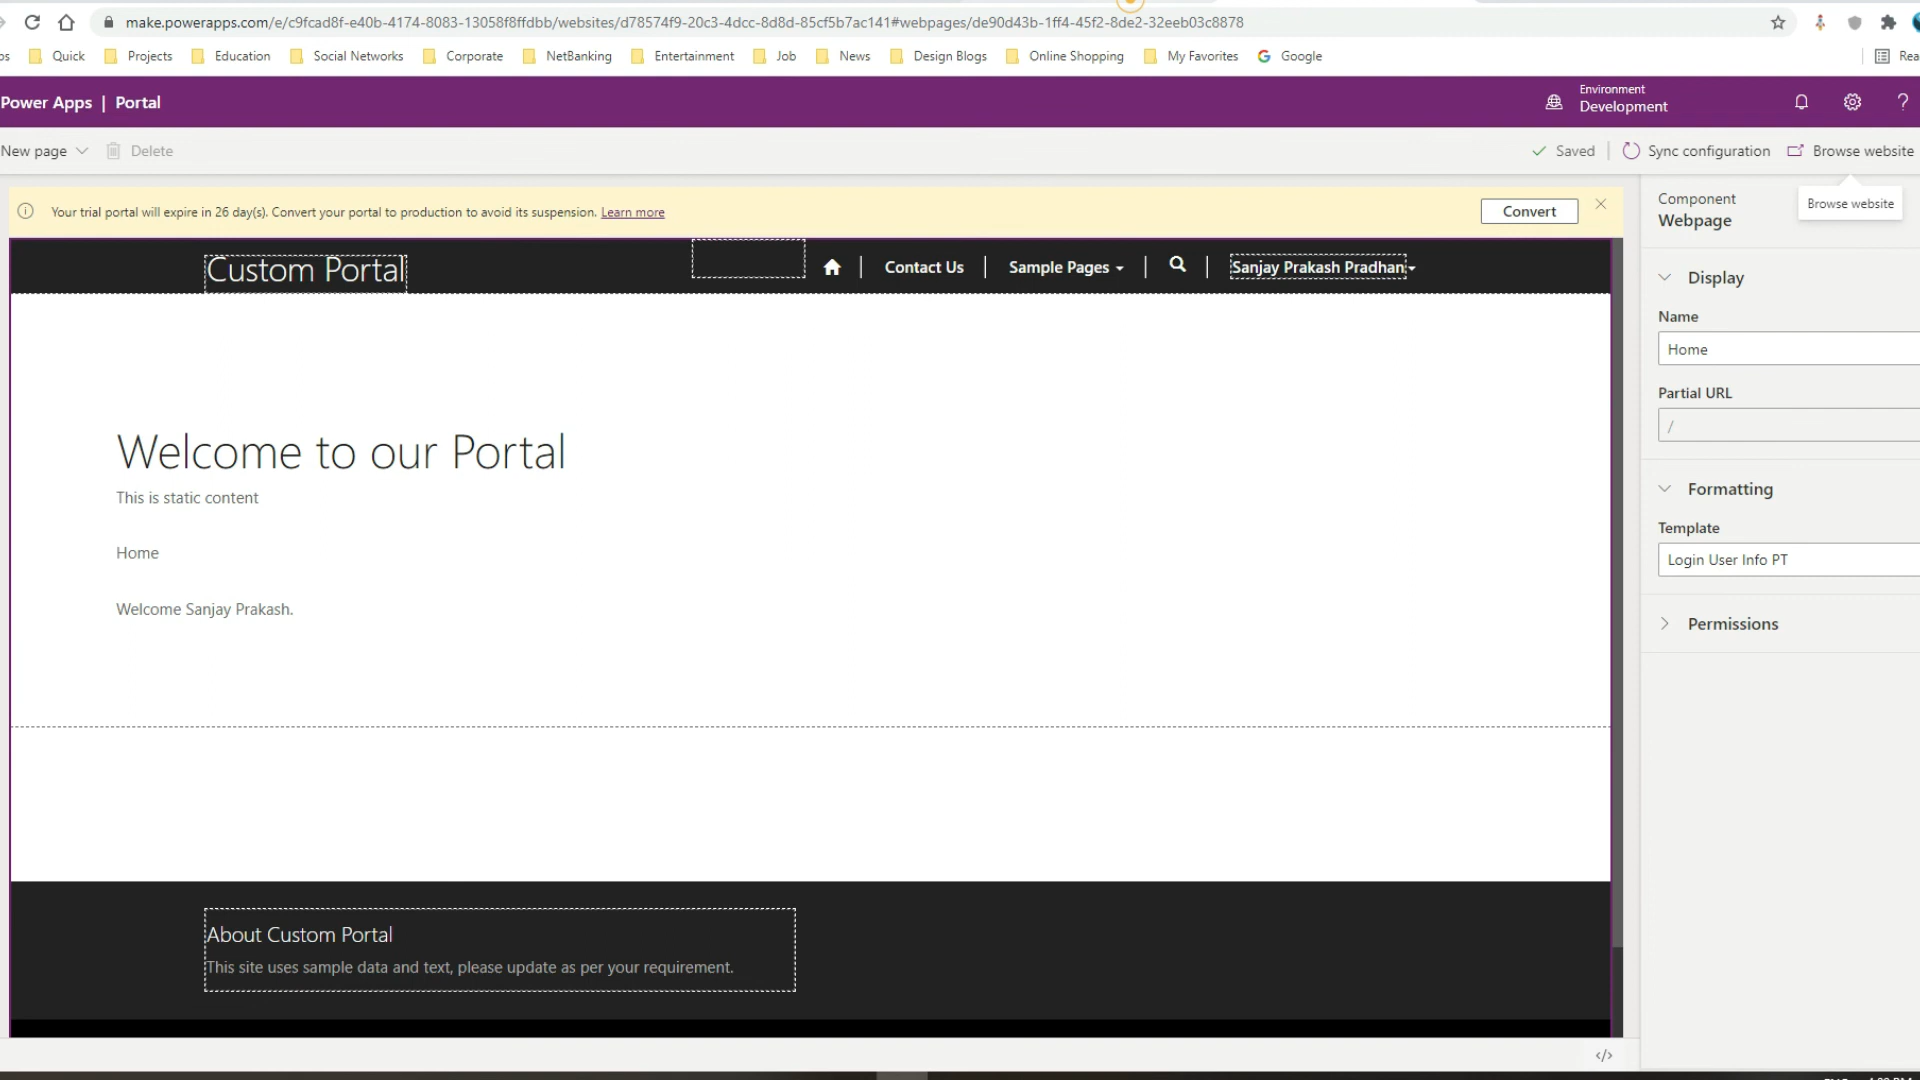 make.powerapps.com/e/c9fcad8f-e40b-4174-8083-13058f8ffdbb/websites/d78574f9-20c3-4dcc-8d8d-85cf5b7ac141#webpages/de90d43b-1ff4-45f2-8de2-32eeb03c8878
Quick Projects Education Social Networks Corporate NetBanking Entertainment Job News Design Blogs Online Shopping My Favorites Google
Power Apps | Portal
Environment
Development
?
New page Delete Saved Sync configuration Browse website
Browse website
Your trial portal will expire in 26 day(s). Convert your portal to production to avoid its suspension. Learn more
Convert
Custom Portal
Contact Us
Sample Pages
Sanjay Prakash Pradhan
Welcome to our Portal
This is static content
Home
Welcome Sanjay Prakash.
About Custom Portal
This site uses sample data and text, please update as per your requirement.
Component
Webpage
Display
Name
Home
Partial URL
/
Formatting
Template
Login User Info PT
Permissions
</>